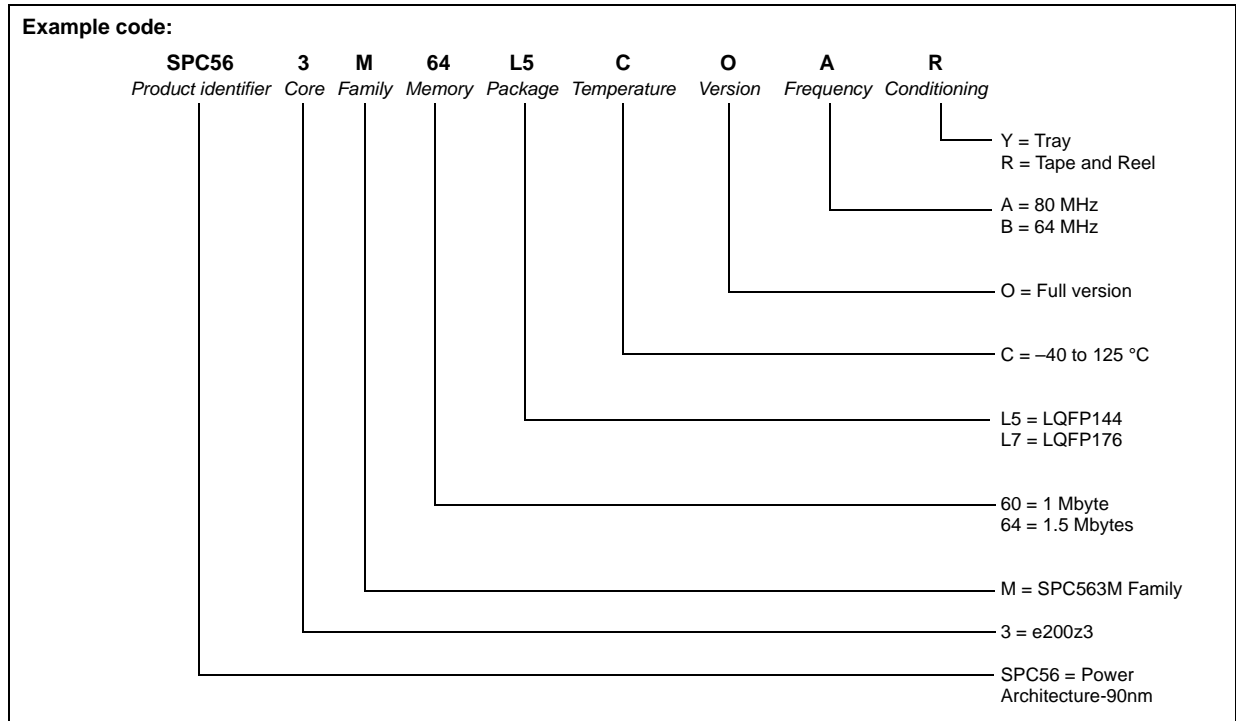 Example code:
SPC56 3 M 64 L5 C O A R
Product identifier Core Family Memory Package Temperature Version Frequency Conditioning
Y = Tray
R = Tape and Reel
A = 80 MHz
B = 64 MHz
O = Full version
C = –40 to 125 °C
L5 = LQFP144
L7 = LQFP176
60 = 1 Mbyte
64 = 1.5 Mbytes
M = SPC563M Family
3 = e200z3
SPC56 = Power
Architecture-90nm